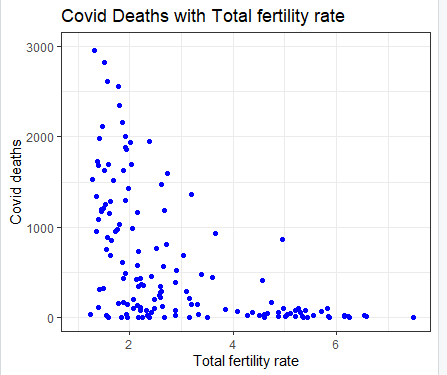 Covid Deaths with Total fertility rate
3000
2000
1000
0
Covid deaths
2
4
6
Total fertility rate